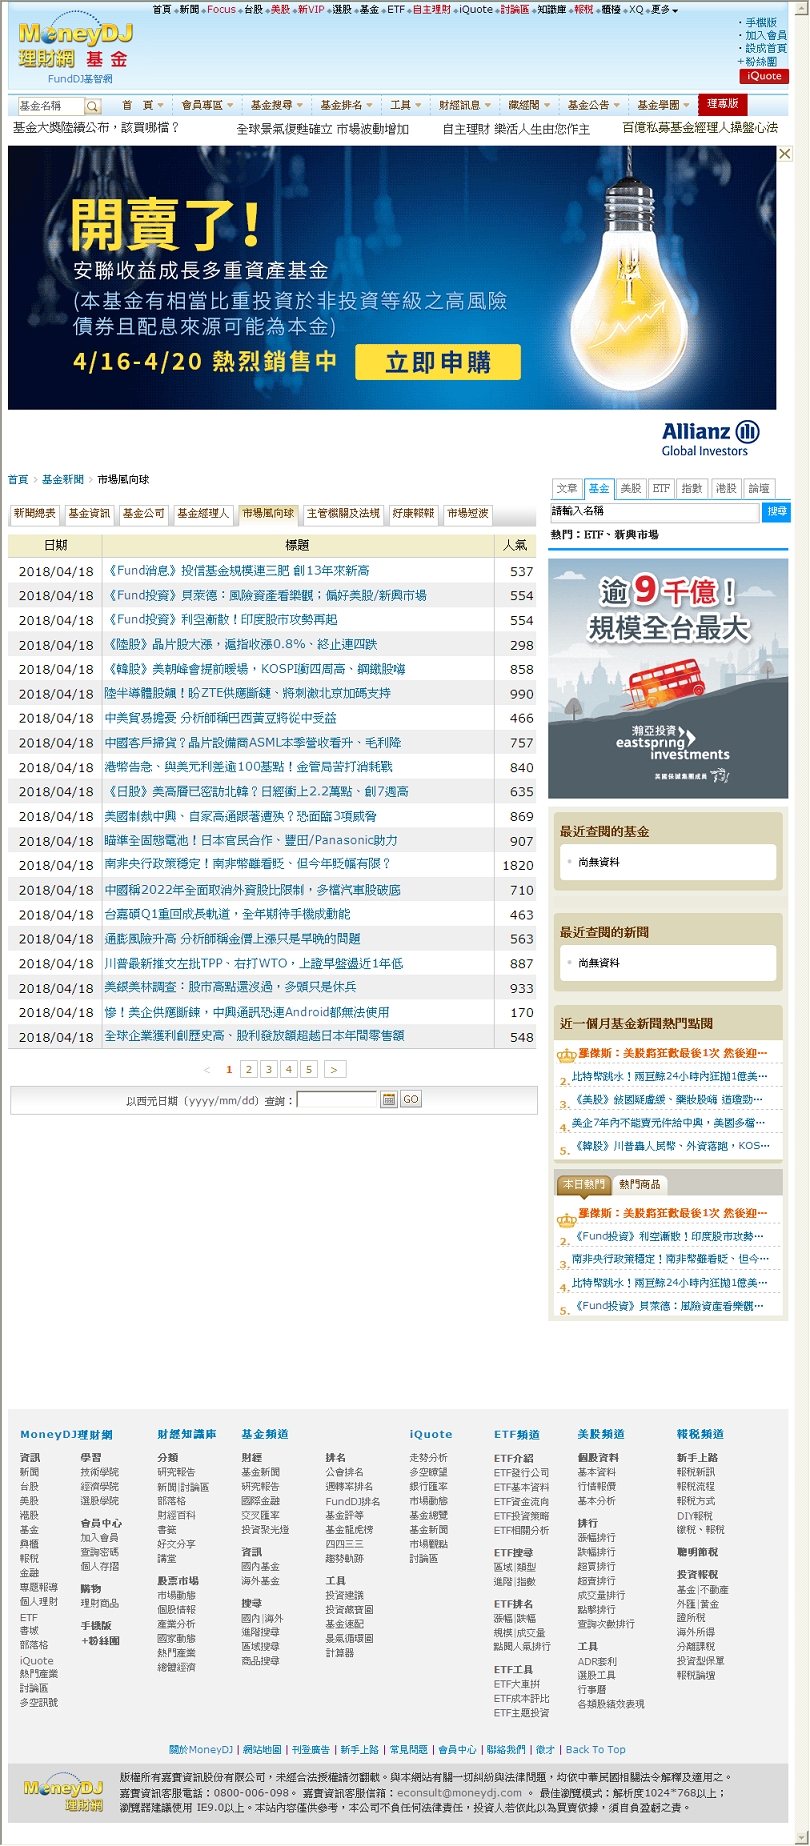 首頁 新聞 Focus 台股 美股 新VIP 選股 基金 ETF 自主理財 iQuote 討論區 知識庫 報稅 櫃檯 XQ 更多
MoneyDJ
理財網 基金
FundDJ基智網
手機版
加入會員
設成首頁
+粉絲團
iQuote
基金名稱 首 頁 會員專區 基金搜尋 基金排名 工具 財經訊息 藏經閣 基金公告 基金學園 理專版
基金大獎陸續公布，該買哪檔？ 全球景氣復甦確立 市場波動增加 自主理財 樂活人生由您作主 百億私募基金經理人操盤心法
開賣了!
安聯收益成長多重資產基金
(本基金有相當比重投資於非投資等級之高風險
債券且配息來源可能為本金)
4/16-4/20 熱烈銷售中 立即申購
Allianz
Global Investors
首頁 > 基金新聞 > 市場風向球
新聞總表 基金資訊 基金公司 基金經理人 市場風向球 主管機關及法規 好康報報 市場短波
日期 標題 人氣
2018/04/18 《Fund消息》投信基金規模連三肥 創13年來新高 537
2018/04/18 《Fund投資》貝萊德：風險資產看樂觀；偏好美股/新興市場 554
2018/04/18 《Fund投資》利空漸散！印度股市攻勢再起 554
2018/04/18 《陸股》晶片股大漲，滬指收漲0.8%、終止連四跌 298
2018/04/18 《韓股》美朝峰會提前暖場，KOSPI衝四周高、鋼鐵股嗨 858
2018/04/18 陸半導體股飆！盼ZTE供應斷鏈、將刺激北京加碼支持 990
2018/04/18 中美貿易擔憂 分析師稱巴西黃豆將從中受益 466
2018/04/18 中國客戶掃貨？晶片設備商ASML本季營收看升、毛利降 757
2018/04/18 港幣告急、與美元利差逾100基點！金管局苦打消耗戰 840
2018/04/18 《日股》美高層已密訪北韓？日經衝上2.2萬點、創7週高 635
2018/04/18 美國制裁中興、自家高通跟著遭殃？恐面臨3項威脅 869
2018/04/18 瞄準全固態電池！日本官民合作、豐田/Panasonic助力 907
2018/04/18 南非央行政策穩定！南非幣雖看貶、但今年貶幅有限？ 1820
2018/04/18 中國稱2022年全面取消外資股比限制，多檔汽車股破底 710
2018/04/18 台嘉碩Q1重回成長軌道，全年期待手機成動能 463
2018/04/18 通膨風險升高 分析師稱金價上漲只是早晚的問題 563
2018/04/18 川普最新推文左批TPP、右打WTO，上證早盤邊近1年低 887
2018/04/18 美銀美林調查：股市高點還沒過，多頭只是休兵 933
2018/04/18 慘！美企供應斷鍊，中興通訊恐連Android都無法使用 170
2018/04/18 全球企業獲利創歷史高、股利發放額超越日本年間零售額 548
< 1 2 3 4 5 >
以西元日期（yyyy/mm/dd）查詢： GO
文章 基金 美股 ETF 指數 港股 論壇
請輸入名稱 搜尋
熱門：ETF、新興市場
逾9千億！
規模全台最大
瀚亞投資
eastspring
investments
英國保誠集團成員
最近查閱的基金
尚無資料
最近查閱的新聞
尚無資料
近一個月基金新聞熱門點閱
羅傑斯：美股將狂歡最後1次 然後迎…
2. 比特幣跳水！兩巨鯨24小時內狂拋1億美…
3. 《美股》敘國疑慮緩、藥妝股嗨 道瓊勁…
4. 美企7年內不能賣元件給中興，美國多檔…
5. 《韓股》川普轟人民幣、外資落跑，KOS…
本日熱門 熱門商品
羅傑斯：美股將狂歡最後1次 然後迎…
2. 《Fund投資》利空漸散！印度股市攻勢…
3. 南非央行政策穩定！南非幣雖看貶、但今…
4. 比特幣跳水！兩巨鯨24小時內狂拋1億美…
5. 《Fund投資》貝萊德：風險資產看樂觀…
MoneyDJ理財網
資訊
新聞
台股
美股
港股
基金
興櫃
報稅
金融
專題報導
個人理財
ETF
書城
部落格
iQuote
熱門產業
討論區
多空訊號
學習
技術學院
經濟學院
選股學院
會員中心
加入會員
查詢密碼
個人存摺
購物
理財商品
手機版
+粉絲團
財經知識庫
分類
研究報告
新聞|討論區
部落格
財經百科
書籤
好文分享
講堂
股票市場
市場動態
個股情報
產業分析
國家動態
熱門產業
總體經濟
基金頻道
財經
基金新聞
研究報告
國際金融
交叉匯率
投資聚光燈
資訊
國內基金
海外基金
搜尋
國內|海外
進階搜尋
區域搜尋
商品搜尋
排名
公會排名
週轉率排名
FundDJ排名
基金評等
基金龍虎榜
四四三三
趨勢軌跡
工具
投資建議
投資藏寶圖
基金速配
景氣循環圖
計算器
iQuote
走勢分析
多空瞭望
銀行匯率
市場動態
基金總覽
基金新聞
市場觀點
討論區
ETF頻道
ETF介紹
ETF發行公司
ETF基本資料
ETF資金流向
ETF投資策略
ETF相關分析
ETF搜尋
區域|類型
進階|指數
ETF排名
漲幅|跌幅
規模|成交量
點閱人氣排行
ETF工具
ETF大車拚
ETF成本評比
ETF主題投資
美股頻道
個股資料
基本資料
行情報價
基本分析
排行
漲幅排行
跌幅排行
超買排行
超賣排行
成交量排行
點擊排行
查詢次數排行
工具
ADR套利
選股工具
行事曆
各類股績效表現
報稅頻道
新手上路
報稅新訊
報稅流程
報稅方式
DIY報稅
繳稅、報稅
聰明節稅
投資報稅
基金|不動產
外匯|黃金
證所稅
海外所得
分離課稅
投資型保單
報稅論壇
關於MoneyDJ | 網站地圖 | 刊登廣告 | 新手上路 | 常見問題 | 會員中心 | 聯絡我們 | 徵才 | Back To Top
MoneyDJ
理財網
版權所有嘉實資訊股份有限公司，未經合法授權請勿翻載。與本網站有關一切糾紛與法律問題，均依中華民國相關法令解釋及適用之。
嘉實資訊客服電話：0800-006-098。 嘉實資訊客服信箱：econsult@moneydj.com 。 最佳瀏覽模式：解析度1024*768以上；
瀏覽器建議使用 IE9.0以上。本站內容僅供參考，本公司不負任何法律責任，投資人若依此以為買賣依據，須自負盈虧之責。